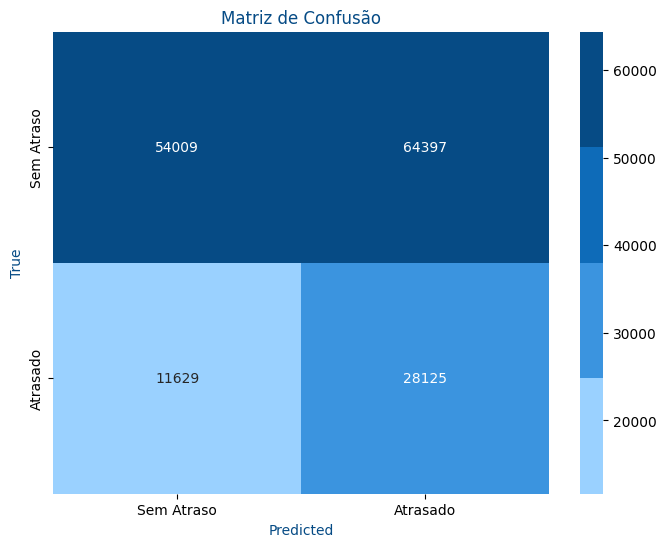 Matriz de Confusão
True
Sem Atraso
54009
64397
Atrasado
11629
28125
Sem Atraso
Atrasado
Predicted
60000
50000
40000
30000
20000